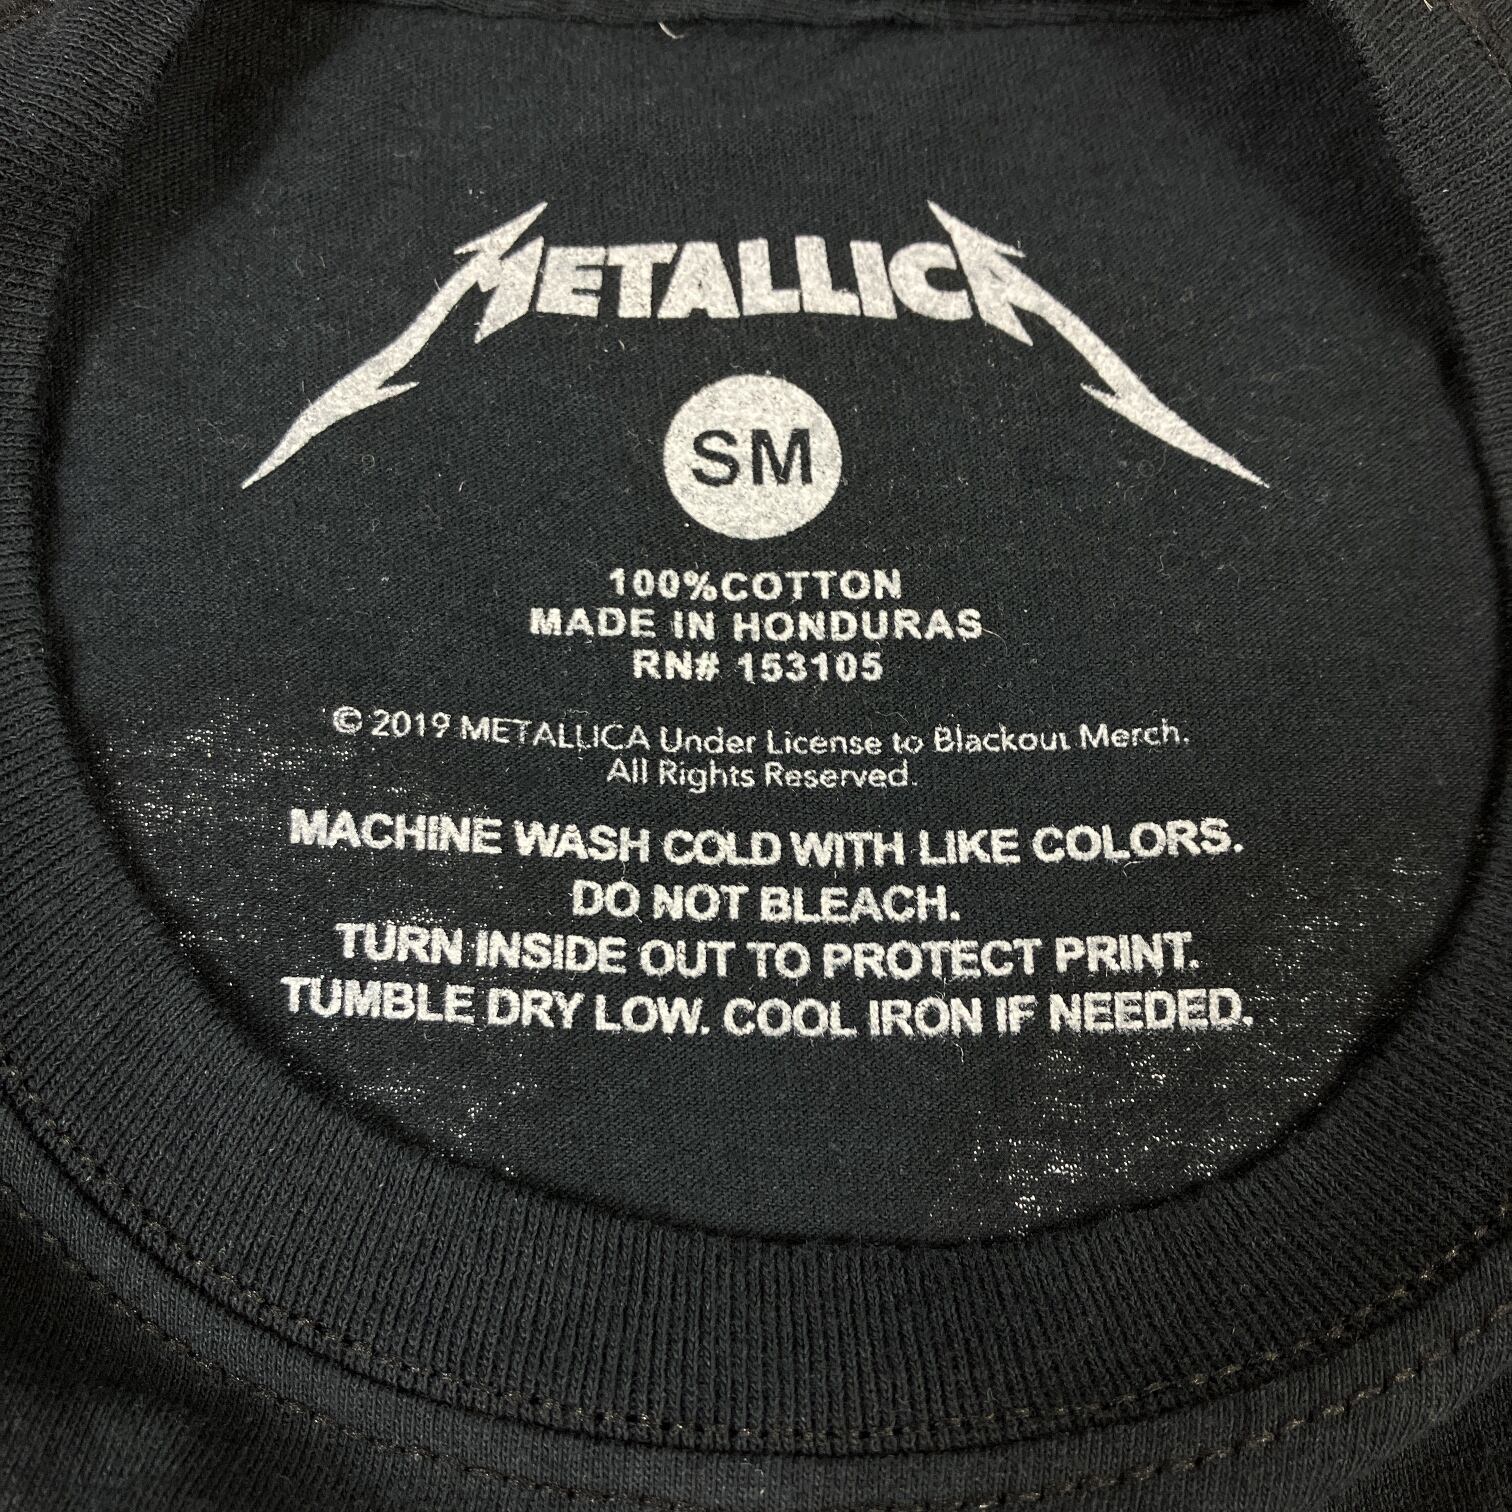 METALLICA
SM
100%COTTON
MADE IN HONDURAS
RN# 153105
© 2019 METALLICA Under License to Blackout Merch.
All Rights Reserved.
MACHINE WASH COLD WITH LIKE COLORS.
DO NOT BLEACH.
TURN INSIDE OUT TO PROTECT PRINT.
TUMBLE DRY LOW. COOL IRON IF NEEDED.